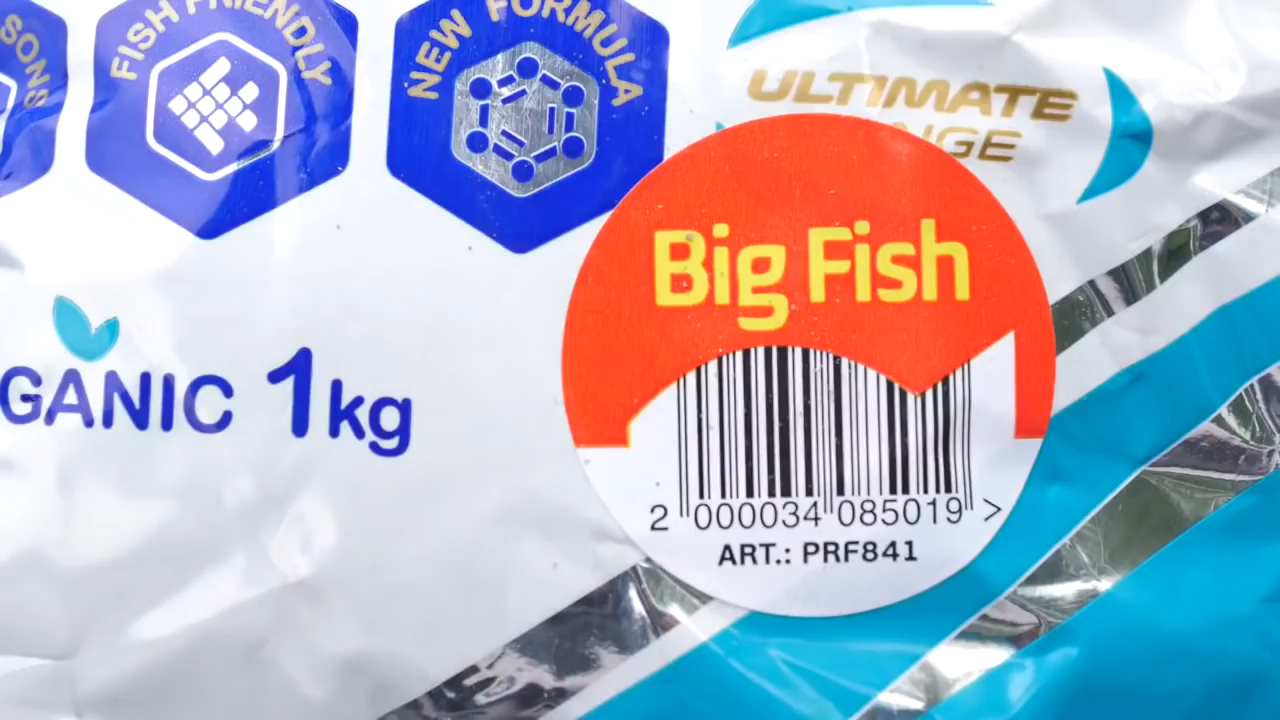 SONS
FISH FRIENDLY
NEW FORMULA
ULTIMATE
NGE
Big Fish
GANIC 1kg
2 000034 085019 >
ART.: PRF841